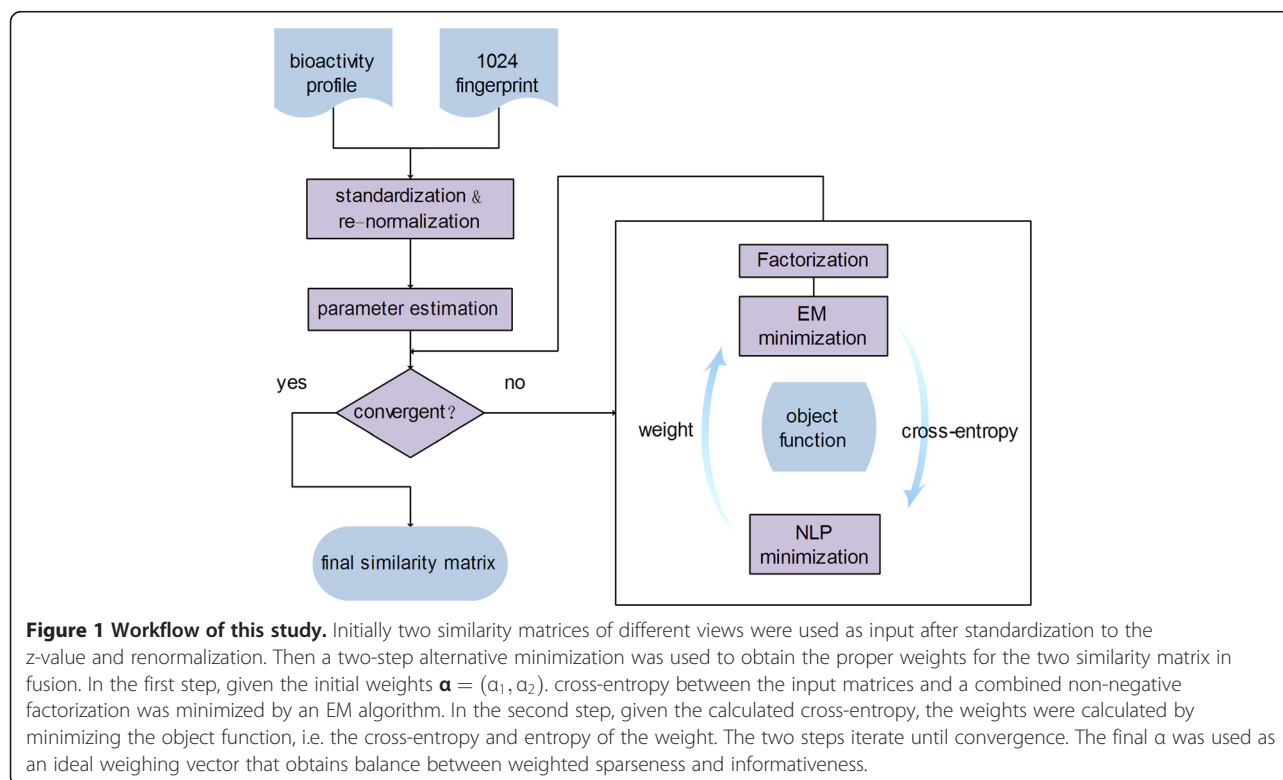 bioactivity
profile
1024
fingerprint
standardization &
re-normalization
parameter estimation
yes
no
convergent?
final similarity matrix
Factorization
EM
minimization
weight
object
function
cross-entropy
NLP
minimization
Figure 1 Workflow of this study. Initially two similarity matrices of different views were used as input after standardization to the
z-value and renormalization. Then a two-step alternative minimization was used to obtain the proper weights for the two similarity matrix in
fusion. In the first step, given the initial weights α = (α₁, α₂). cross-entropy between the input matrices and a combined non-negative
factorization was minimized by an EM algorithm. In the second step, given the calculated cross-entropy, the weights were calculated by
minimizing the object function, i.e. the cross-entropy and entropy of the weight. The two steps iterate until convergence. The final α was used as
an ideal weighing vector that obtains balance between weighted sparseness and informativeness.